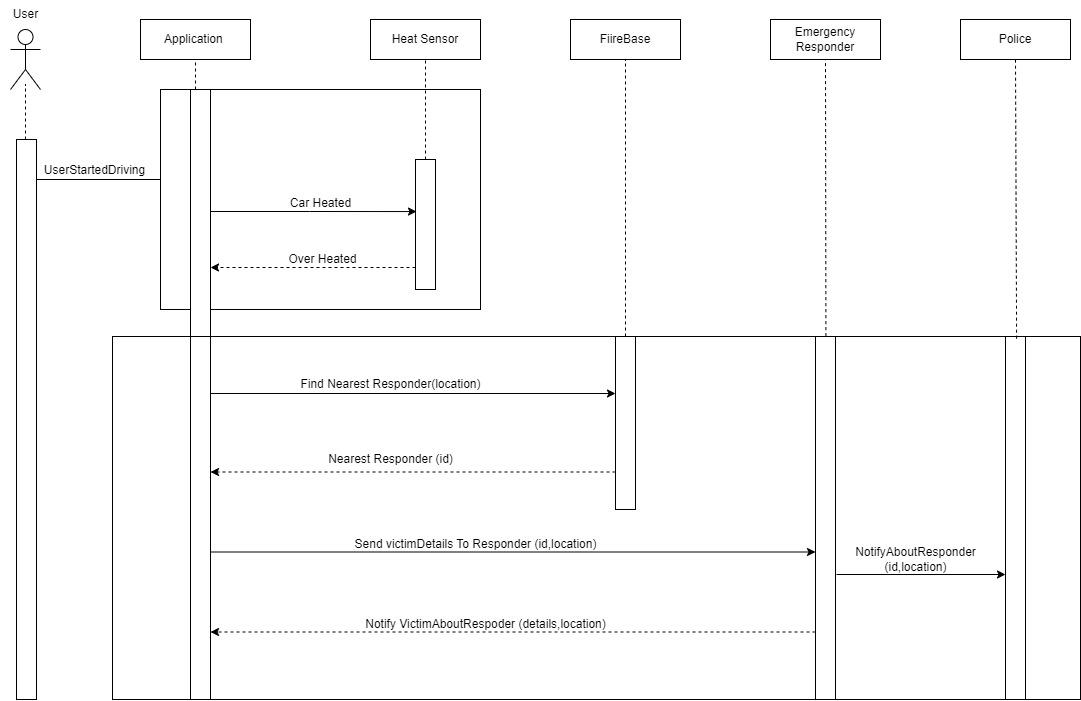 User
Application
Heat Sensor
FiireBase
Emergency
Responder
Police
UserStartedDriving
Car Heated
Over Heated
Find Nearest Responder(location)
Nearest Responder (id)
Send victimDetails To Responder (id,location)
NotifyAboutResponder
(id,location)
Notify VictimAboutRespoder (details,location)